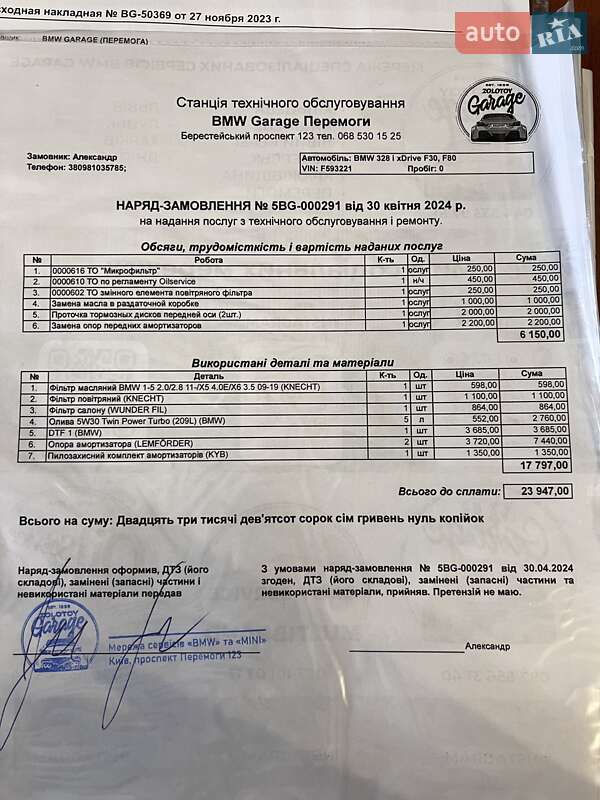 сходная накладная № BG-50369 от 27 ноября 2023 г.
BMW GARAGE (ПЕРЕМОГА)
auto RIA.com
EST. 1998
ZOLOTOY
Garage
Станція технічного обслуговування
BMW Garage Перемоги
Берестейський проспект 123 тел. 068 530 15 25
Замовник: Александр
Телефон: 380981035785;
Автомобіль: BMW 328 i xDrive F30, F80
VIN: F593221 Пробіг: 0
НАРЯД-ЗАМОВЛЕННЯ № 5BG-000291 від 30 квітня 2024 р.
на надання послуг з технічного обслуговування і ремонту.
Обсяги, трудомісткість і вартість наданих послуг
№ Робота К-ть Од. Ціна Сума
1. 0000616 ТО "Микрофильтр" 1 послуг 250,00 250,00
2. 0000610 ТО по регламенту Oilservice 1 н/ч 450,00 450,00
3. 0000602 ТО змінного елемента повітряного фільтра 1 послуг 250,00 250,00
4. Замена масла в раздаточной коробке 1 послуг 1 000,00 1 000,00
5. Проточка тормозных дисков передней оси (2шт.) 1 послуг 2 000,00 2 000,00
6. Замена опор передних амортизаторов 1 послуг 2 200,00 2 200,00
6 150,00
Використані деталі та матеріали
№ Деталь К-ть Од. Ціна Сума
1. Фільтр масляний BMW 1-5 2.0/2.8 11-/X5 4.0E/X6 3.5 09-19 (KNECHT) 1 шт 598,00 598,00
2. Фільтр повітряний (KNECHT) 1 шт 1 100,00 1 100,00
3. Фільтр салону (WUNDER FIL) 1 шт 864,00 864,00
4. Олива 5W30 Twin Power Turbo (209L) (BMW) 5 л 552,00 2 760,00
5. DTF 1 (BMW) 1 шт 3 685,00 3 685,00
6. Опора амортизатора (LEMFÖRDER) 2 шт 3 720,00 7 440,00
7. Пилозахисний комплект амортизаторів (KYB) 1 шт 1 350,00 1 350,00
17 797,00
Всього до сплати: 23 947,00
Всього на суму: Двадцять три тисячі дев'ятсот сорок сім гривень нуль копійок
Наряд-замовлення оформив, ДТЗ (його складові), замінені (запасні) частини і невикористані матеріали передав
З умовами наряд-замовлення № 5BG-000291 від 30.04.2024 згоден, ДТЗ (його складові), замінені (запасні) частини та невикористані матеріали, прийняв. Претензій не маю.
EST. 1998
ZOLOTOY
Garage
Мережа сервісів «BMW» та «MINI»
Київ, проспект Перемоги 123
Александр